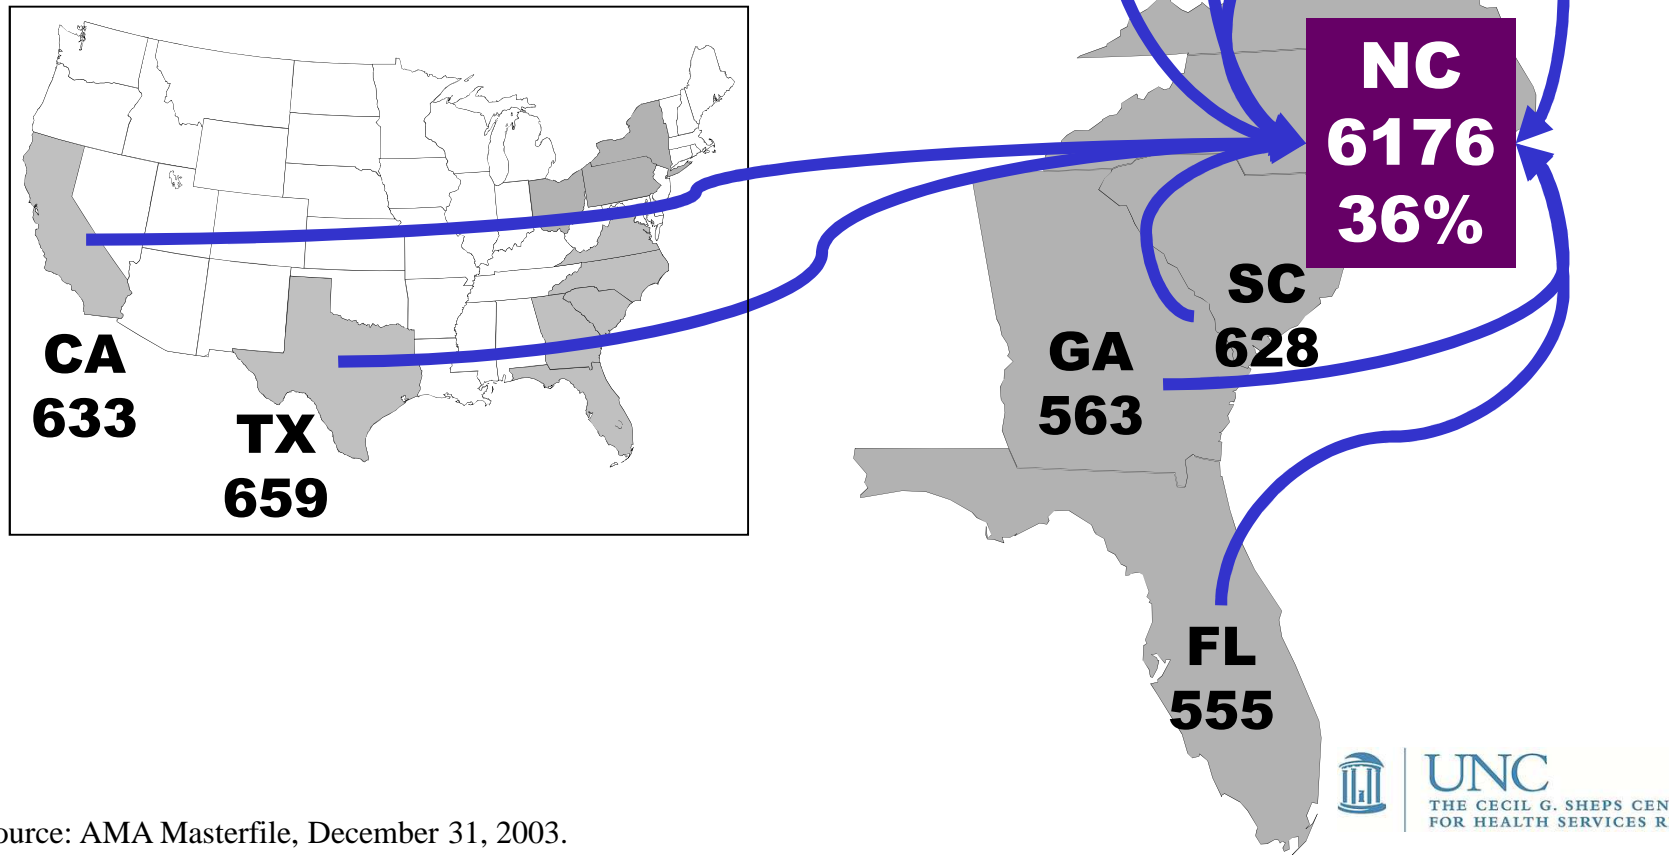 NC
6176
36%
SC
628
GA
563
CA
633
TX
659
FL
555
UNC
THE CECIL G. SHEPS CEN
FOR HEALTH SERVICES R
ource: AMA Masterfile, December 31, 2003.